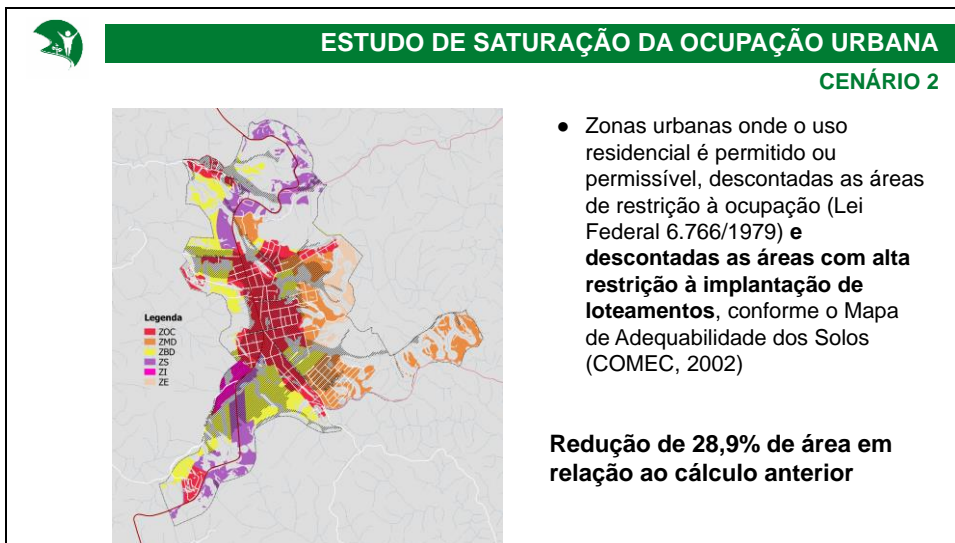 ESTUDO DE SATURAÇÃO DA OCUPAÇÃO URBANA
CENÁRIO 2
● Zonas urbanas onde o uso
residencial é permitido ou
permissível, descontadas as áreas
de restrição à ocupação (Lei
Federal 6.766/1979) e
descontadas as áreas com alta
restrição à implantação de
loteamentos, conforme o Mapa
de Adequabilidade dos Solos
(COMEC, 2002)
Redução de 28,9% de área em
relação ao cálculo anterior
Legenda
ZOC
ZMD
ZBD
ZS
ZI
ZE